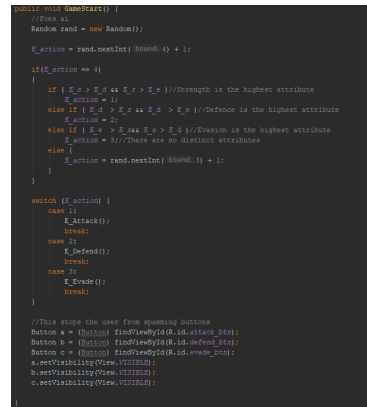 public void GameStart() {
//Foes ai
Random rand = new Random();
E_action = rand.nextInt( bound: 4) + 1;
if(E_action == 4)
{
if ( E_s > E_d && E_s > E_e )//Strength is the highest attribute
E_action = 1;
else if ( E_d > E_s && E_d > E_e )//Defence is the highest attribute
E_action = 2;
else if ( E_e > E_s&& E_e > E_d )//Evasion is the highest attribute
E_action = 3;//There are no distinct attributes
else {
E_action = rand.nextInt( bound: 3) + 1;
}
}
switch (E_action) {
case 1:
E_Attack();
break;
case 2:
E_Defend();
break;
case 3:
E_Evade();
break;
}
//This stops the user from spamming buttons
Button a = (Button) findViewById(R.id.attack_btn);
Button b = (Button) findViewById(R.id.defend_btn);
Button c = (Button) findViewById(R.id.evade_btn);
a.setVisibility(View.VISIBLE);
b.setVisibility(View.VISIBLE);
c.setVisibility(View.VISIBLE);
}